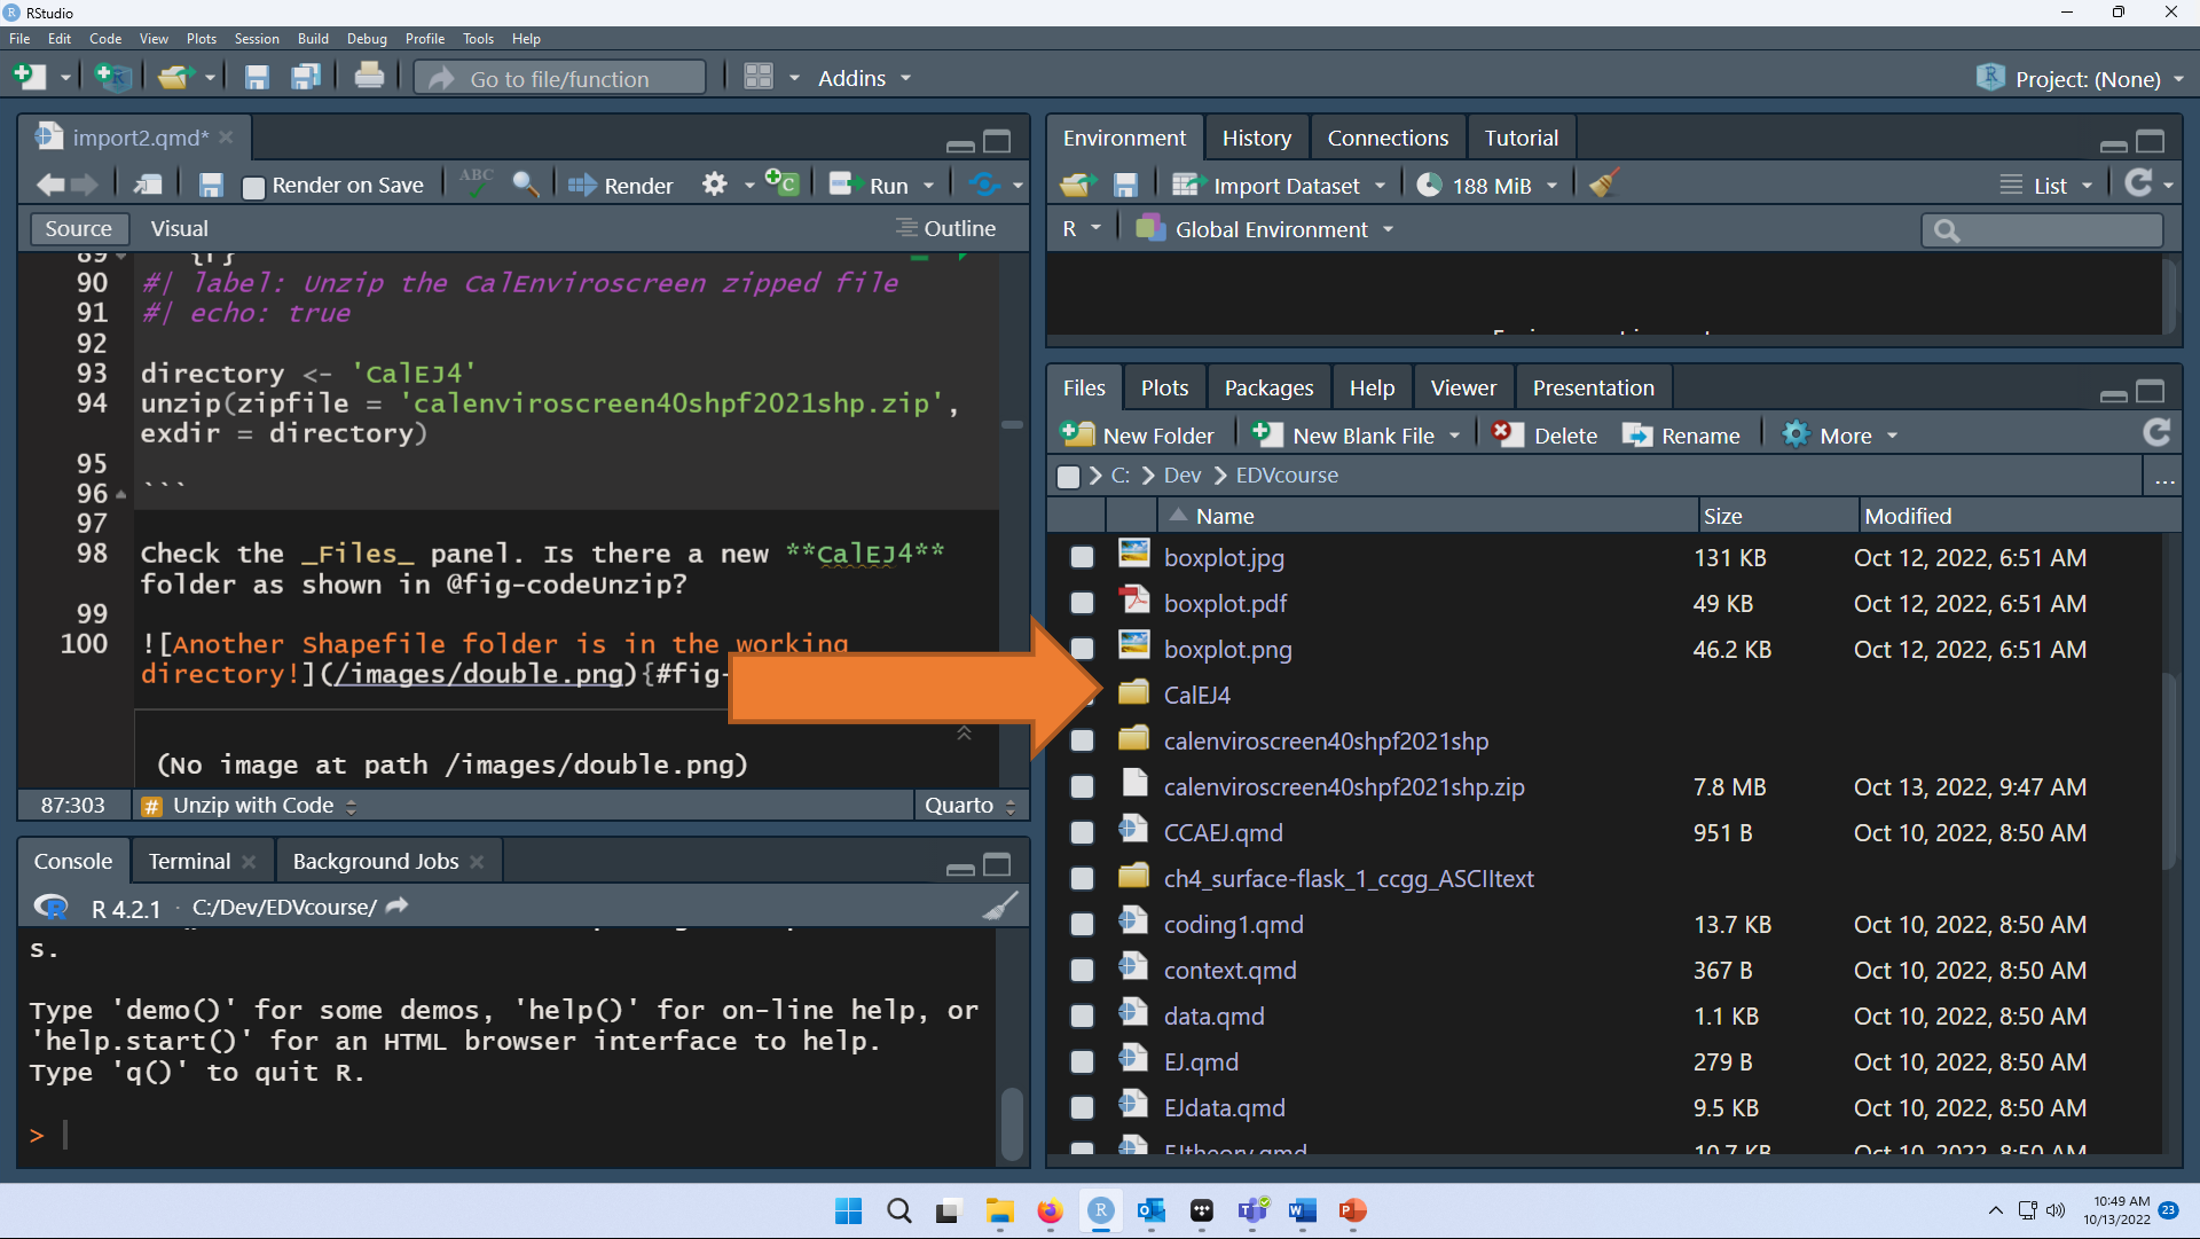 RStudio
File Edit Code View Plots Session Build Debug Profile Tools Help
Go to file/function Addins Project: (None)
import2.qmd*
Render on Save ABC Render Run
Source Visual Outline
89 {r}
90 #| label: Unzip the CalEnviroscreen zipped file
91 #| echo: true
92
93 directory <- 'CalEJ4'
94 unzip(zipfile = 'calenviroscreen40shpf2021shp.zip',
exdir = directory)
95
96 ```
97
98 Check the _Files_ panel. Is there a new **CalEJ4**
folder as shown in @fig-codeUnzip?
99
100 ![Another Shapefile folder is in the working
directory!](/images/double.png){#fig-
(No image at path /images/double.png)
87:303 # Unzip with Code Quarto
Console Terminal Background Jobs
R 4.2.1 · C:/Dev/EDVcourse/
s.
Type 'demo()' for some demos, 'help()' for on-line help, or
'help.start()' for an HTML browser interface to help.
Type 'q()' to quit R.
>
Environment History Connections Tutorial
Import Dataset 188 MiB List
R Global Environment
Files Plots Packages Help Viewer Presentation
New Folder New Blank File Delete Rename More
C: Dev EDVcourse ...
Name Size Modified
boxplot.jpg 131 KB Oct 12, 2022, 6:51 AM
boxplot.pdf 49 KB Oct 12, 2022, 6:51 AM
boxplot.png 46.2 KB Oct 12, 2022, 6:51 AM
CalEJ4
calenviroscreen40shpf2021shp
calenviroscreen40shpf2021shp.zip 7.8 MB Oct 13, 2022, 9:47 AM
CCAEJ.qmd 951 B Oct 10, 2022, 8:50 AM
ch4_surface-flask_1_ccgg_ASCIItext
coding1.qmd 13.7 KB Oct 10, 2022, 8:50 AM
context.qmd 367 B Oct 10, 2022, 8:50 AM
data.qmd 1.1 KB Oct 10, 2022, 8:50 AM
EJ.qmd 279 B Oct 10, 2022, 8:50 AM
EJdata.qmd 9.5 KB Oct 10, 2022, 8:50 AM
EJtheory.qmd 10.7 KB Oct 10, 2022, 8:50 AM
10:49 AM
10/13/2022 23